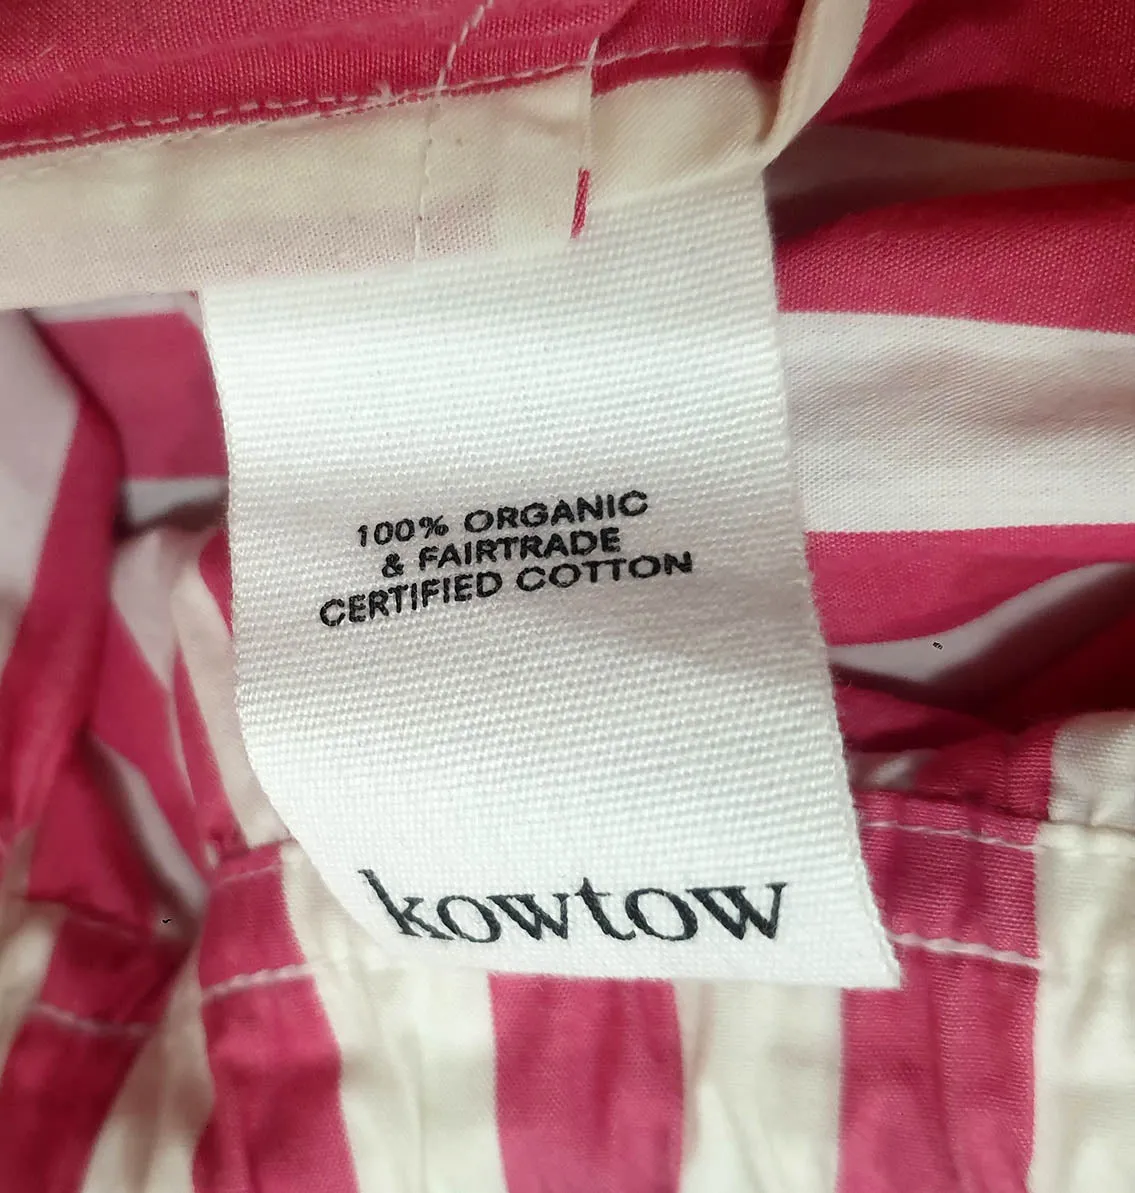 100% ORGANIC
& FAIRTRADE
CERTIFIED COTTON
kowtow